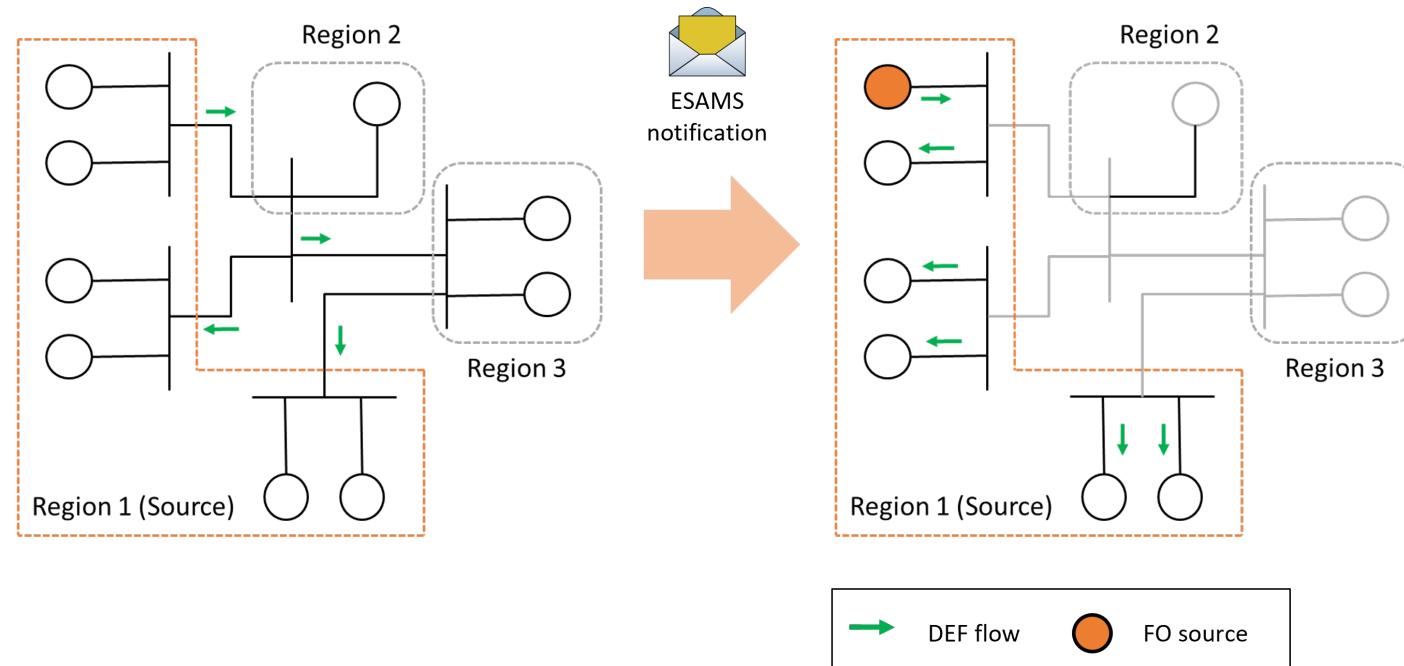 Region 2
Region 3
Region 1 (Source)
ESAMS
notification
Region 2
Region 3
Region 1 (Source)
DEF flow
FO source